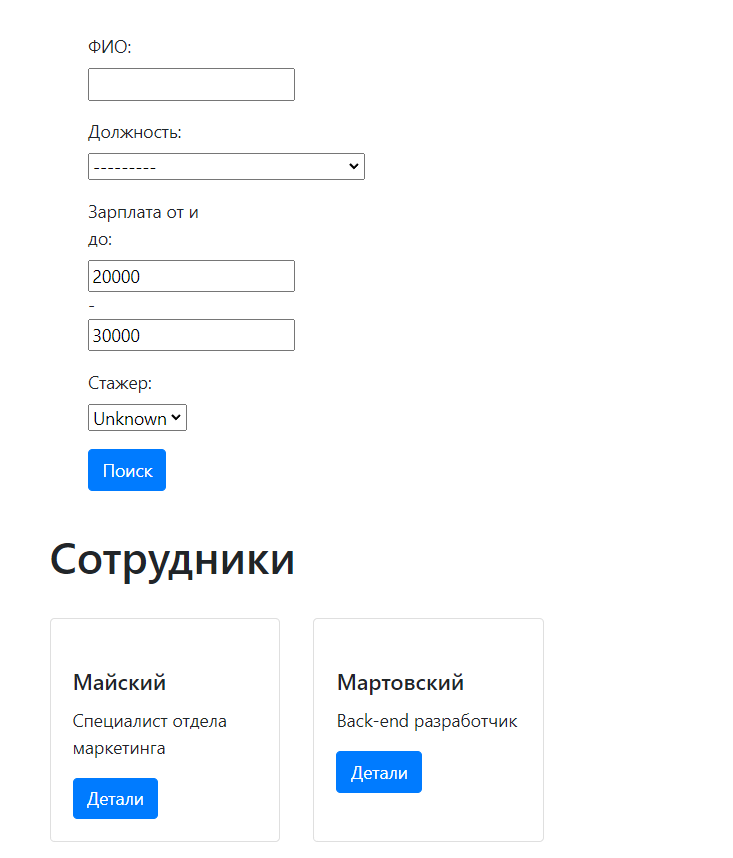 ФИО:
Должность:
---------
Зарплата от и
до:
20000
-
30000
Стажер:
Unknown
Поиск
Сотрудники
Майский
Специалист отдела
маркетинга
Детали
Мартовский
Back-end разработчик
Детали